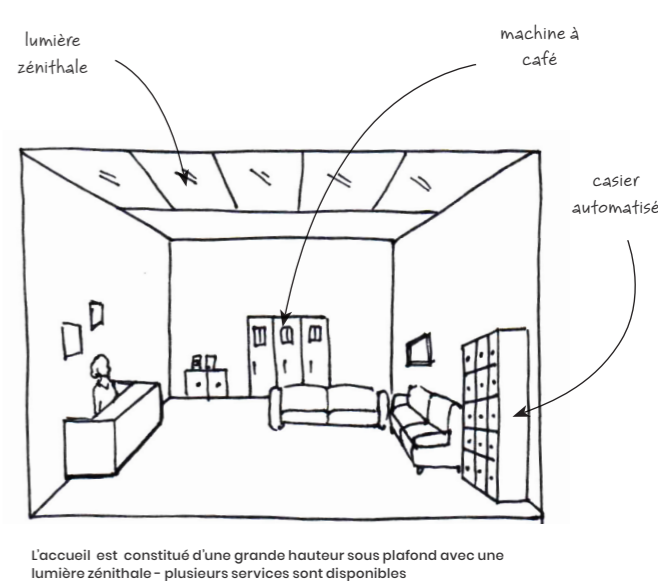 lumière
zénithale
machine à
café
casier
automatisé
L'accueil est constitué d'une grande hauteur sous plafond avec une
lumière zénithale - plusieurs services sont disponibles